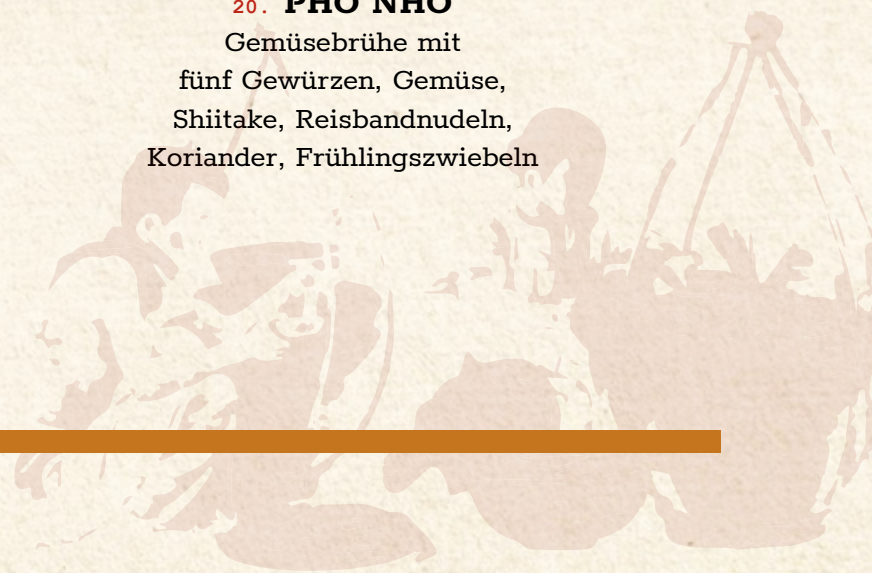 20. PHO NHO
Gemüsebrühe mit
fünf Gewürzen, Gemüse,
Shiitake, Reisbandnudeln,
Koriander, Frühlingszwiebeln